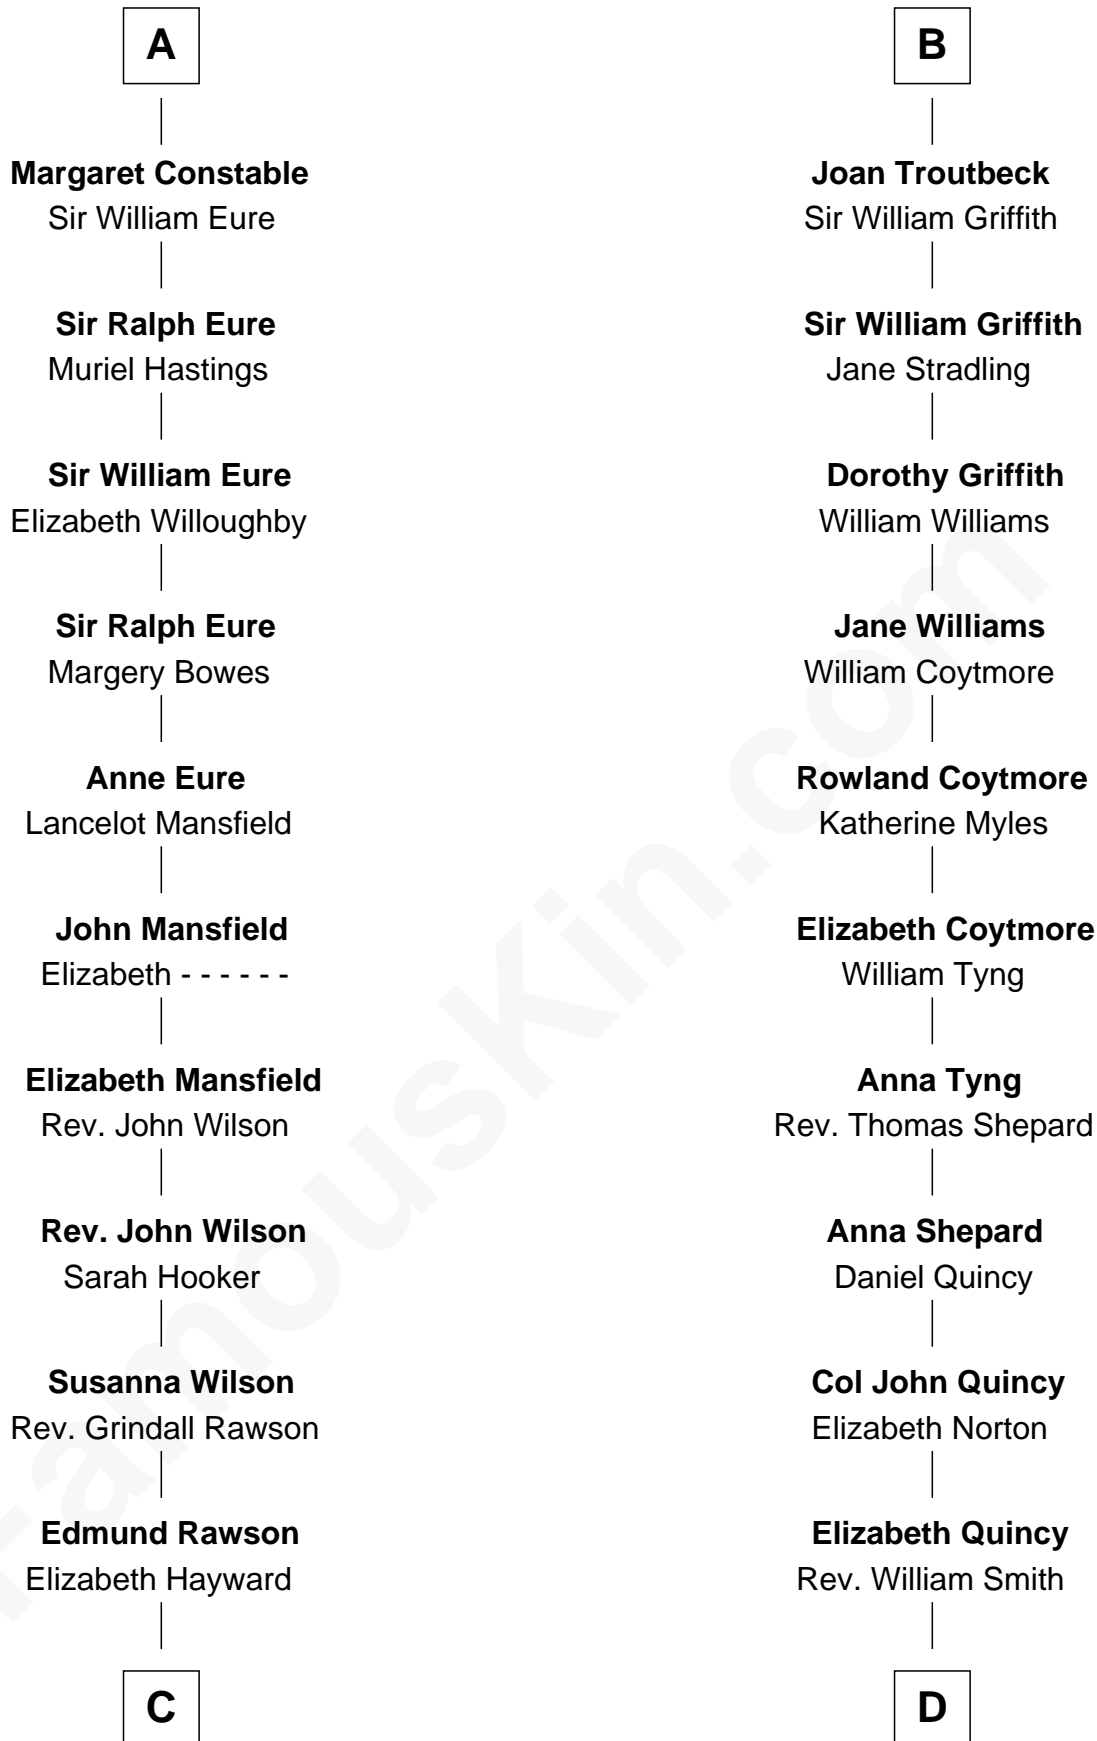 A
Margaret Constable
Sir William Eure
Sir Ralph Eure
Muriel Hastings
Sir William Eure
Elizabeth Willoughby
Sir Ralph Eure
Margery Bowes
Anne Eure
Lancelot Mansfield
John Mansfield
Elizabeth - - - - - -
Elizabeth Mansfield
Rev. John Wilson
Rev. John Wilson
Sarah Hooker
Susanna Wilson
Rev. Grindall Rawson
Edmund Rawson
Elizabeth Hayward
C
B
Joan Troutbeck
Sir William Griffith
Sir William Griffith
Jane Stradling
Dorothy Griffith
William Williams
Jane Williams
William Coytmore
Rowland Coytmore
Katherine Myles
Elizabeth Coytmore
William Tyng
Anna Tyng
Rev. Thomas Shepard
Anna Shepard
Daniel Quincy
Col John Quincy
Elizabeth Norton
Elizabeth Quincy
Rev. William Smith
D
FamousKin.com